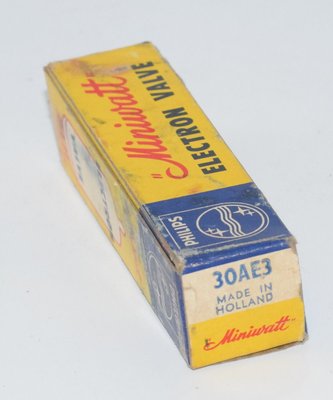 "Miniwatt"
ELECTRON VALVE
PHILIPS
30AE3
MADE IN
HOLLAND
Miniwatt"